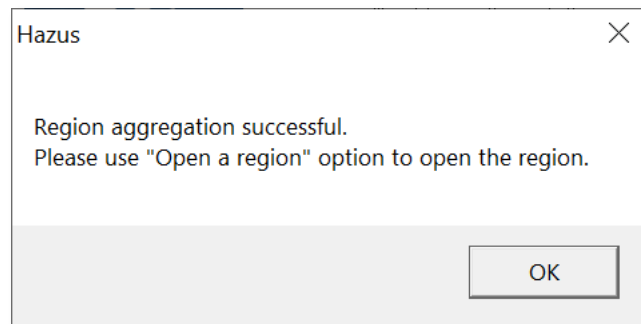 Hazus
Region aggregation successful.
Please use "Open a region" option to open the region.
OK